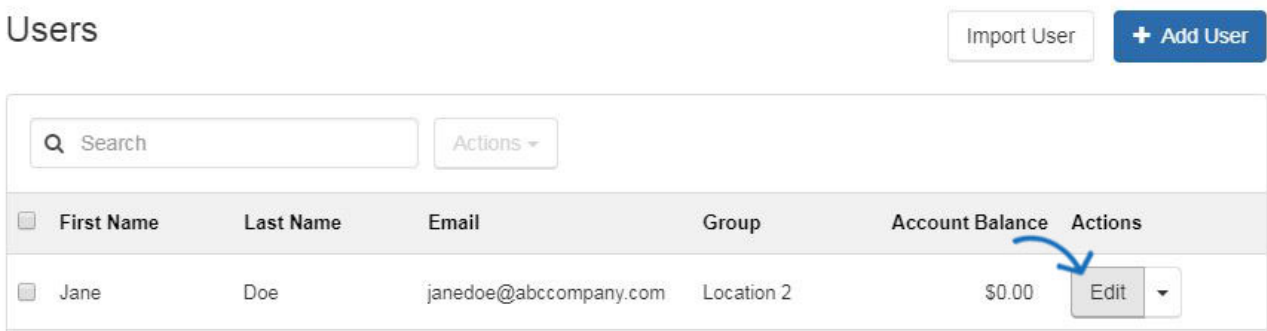 Users
Import User
+ Add User
Search
Actions
First Name Last Name Email Group Account Balance Actions
Jane Doe janedoe@abccompany.com Location 2 $0.00 Edit